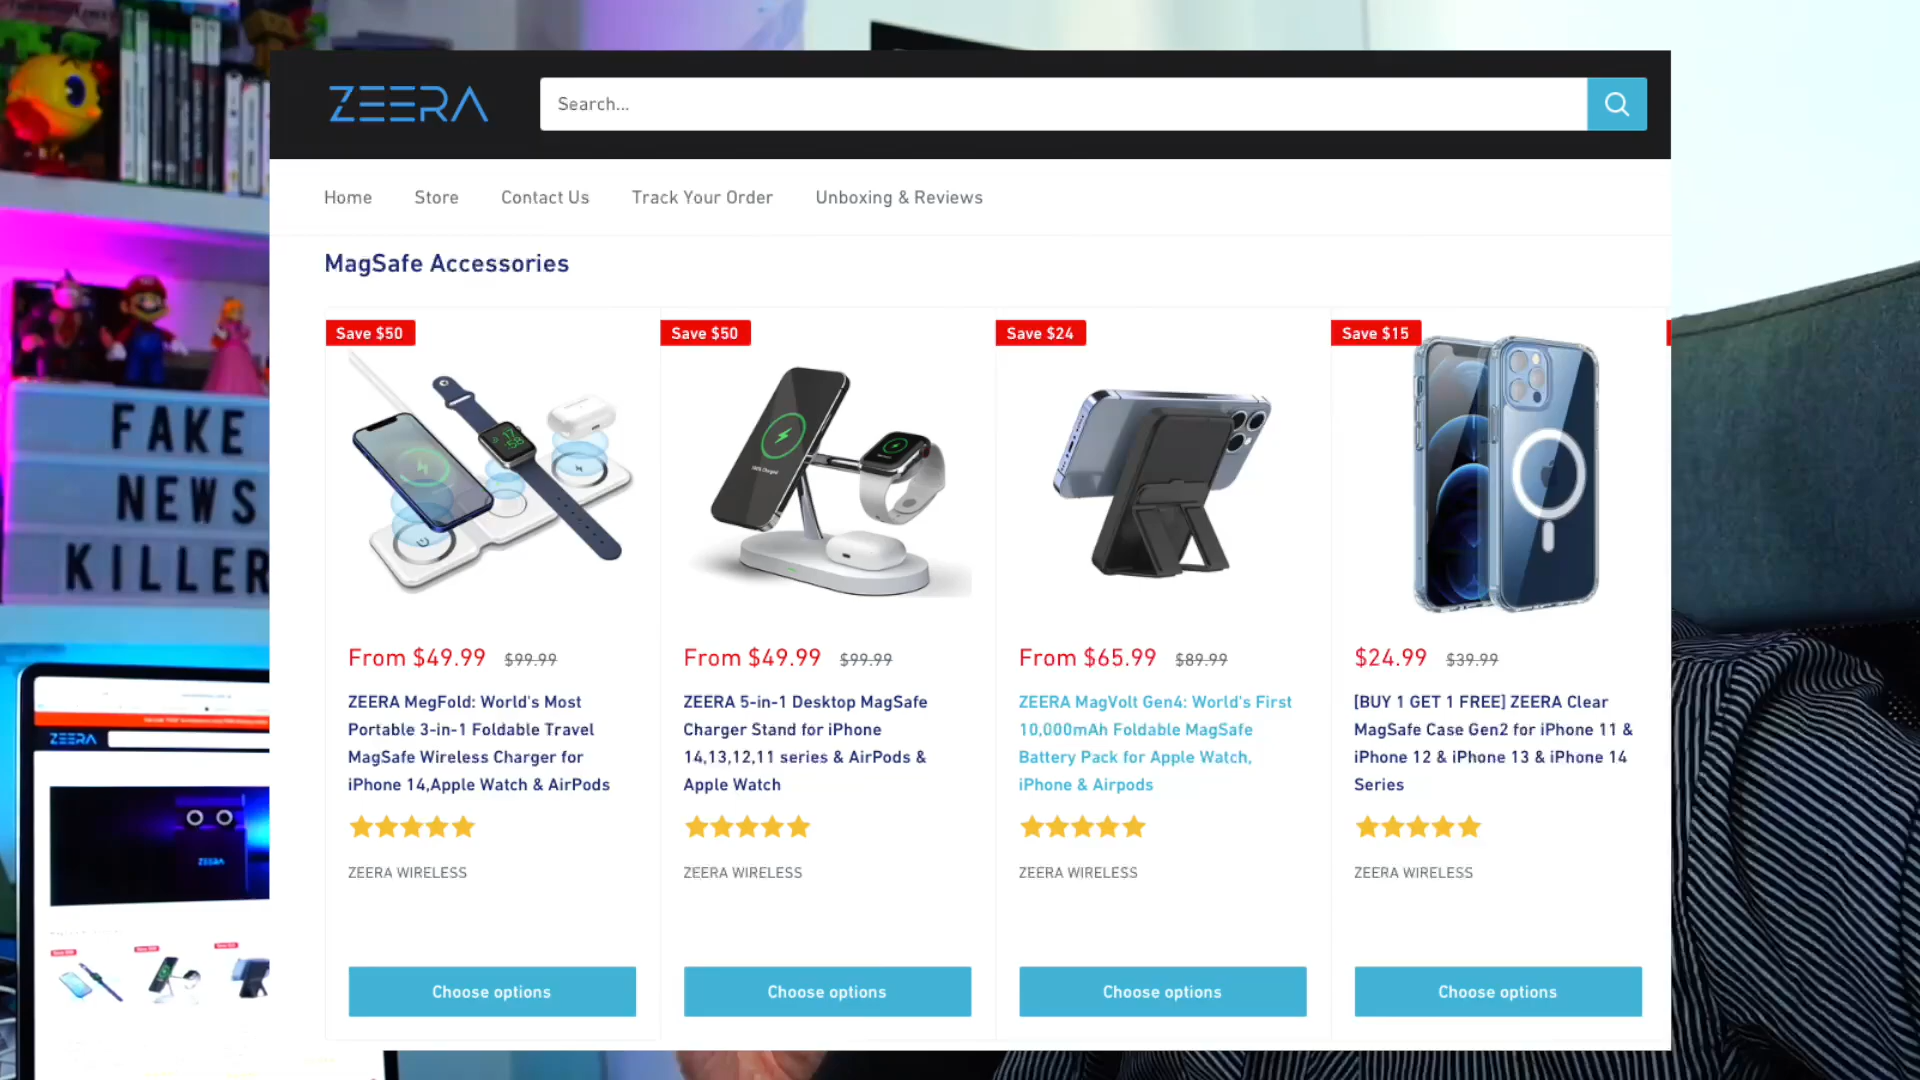 ZEERA
Search...
Home Store Contact Us Track Your Order Unboxing & Reviews
MagSafe Accessories
Save $50 Save $50 Save $24 Save $15
From $49.99 $99.99
ZEERA MegFold: World's Most
Portable 3-in-1 Foldable Travel
MagSafe Wireless Charger for
iPhone 14,Apple Watch & AirPods
ZEERA WIRELESS
Choose options
From $49.99 $99.99
ZEERA 5-in-1 Desktop MagSafe
Charger Stand for iPhone
14,13,12,11 series & AirPods &
Apple Watch
ZEERA WIRELESS
Choose options
From $65.99 $89.99
ZEERA MagVolt Gen4: World's First
10,000mAh Foldable MagSafe
Battery Pack for Apple Watch,
iPhone & Airpods
ZEERA WIRELESS
Choose options
$24.99 $39.99
[BUY 1 GET 1 FREE] ZEERA Clear
MagSafe Case Gen2 for iPhone 11 &
iPhone 12 & iPhone 13 & iPhone 14
Series
ZEERA WIRELESS
Choose options
FAKE
NEWS
KILLER
ZEERA
ZEERA